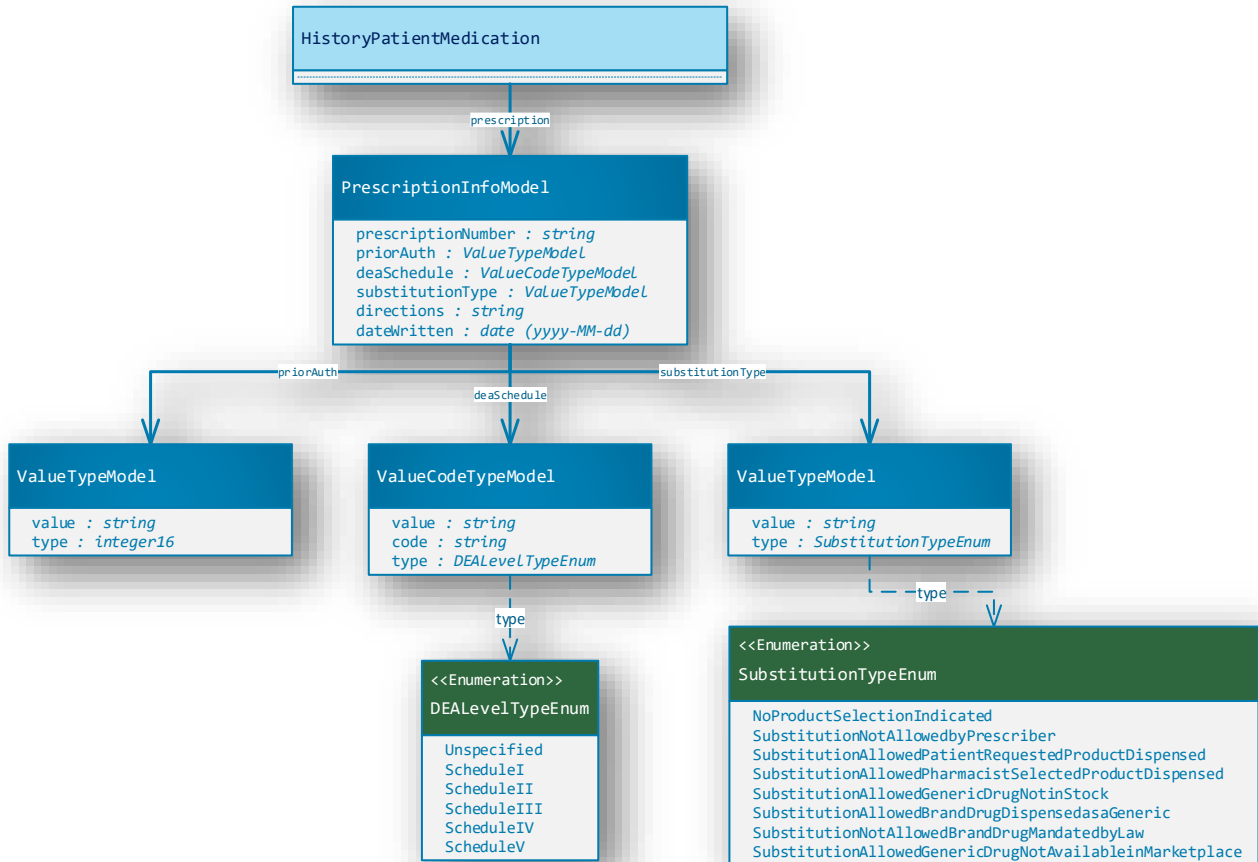 HistoryPatientMedication
prescription
PrescriptionInfoModel
prescriptionNumber : string
priorAuth : ValueTypeModel
deaSchedule : ValueCodeTypeModel
substitutionType : ValueTypeModel
directions : string
dateWritten : date (yyyy-MM-dd)
priorAuth
deaSchedule
substitutionType
ValueTypeModel
value : string
type : integer16
ValueCodeTypeModel
value : string
code : string
type : DEALevelTypeEnum
ValueTypeModel
value : string
type : SubstitutionTypeEnum
type
type
<<Enumeration>>
DEALevelTypeEnum
Unspecified
ScheduleI
ScheduleII
ScheduleIII
ScheduleIV
ScheduleV
<<Enumeration>>
SubstitutionTypeEnum
NoProductSelectionIndicated
SubstitutionNotAllowedbyPrescriber
SubstitutionAllowedPatientRequestedProductDispensed
SubstitutionAllowedPharmacistSelectedProductDispensed
SubstitutionAllowedGenericDrugNotinStock
SubstitutionAllowedBrandDrugDispensedasaGeneric
SubstitutionNotAllowedBrandDrugMandatedbyLaw
SubstitutionAllowedGenericDrugNotAvailableinMarketplace